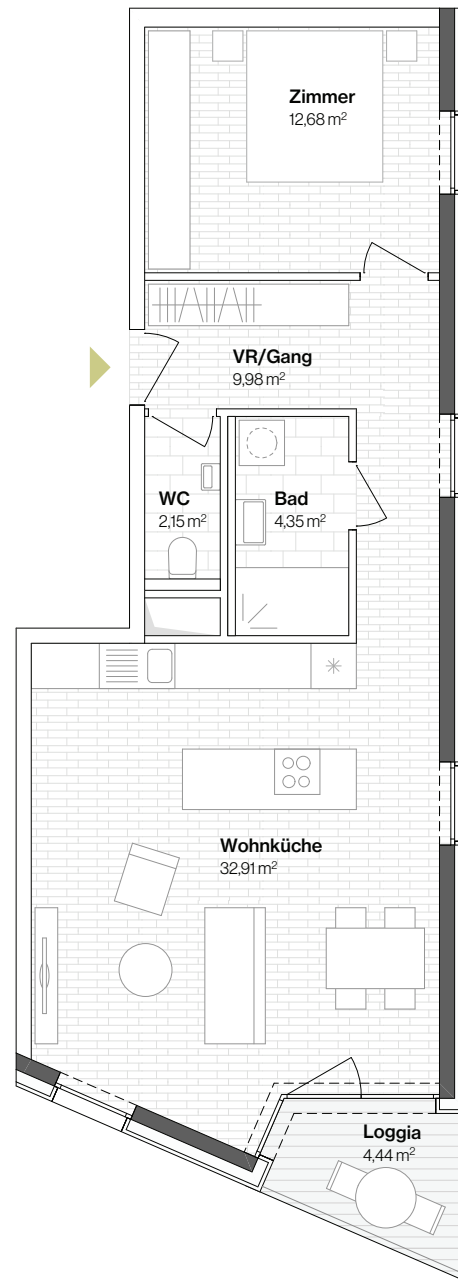 Zimmer
12,68 m²
VR/Gang
9,98 m²
WC
2,15 m²
Bad
4,35 m²
Wohnküche
32,91 m²
Loggia
4,44 m²